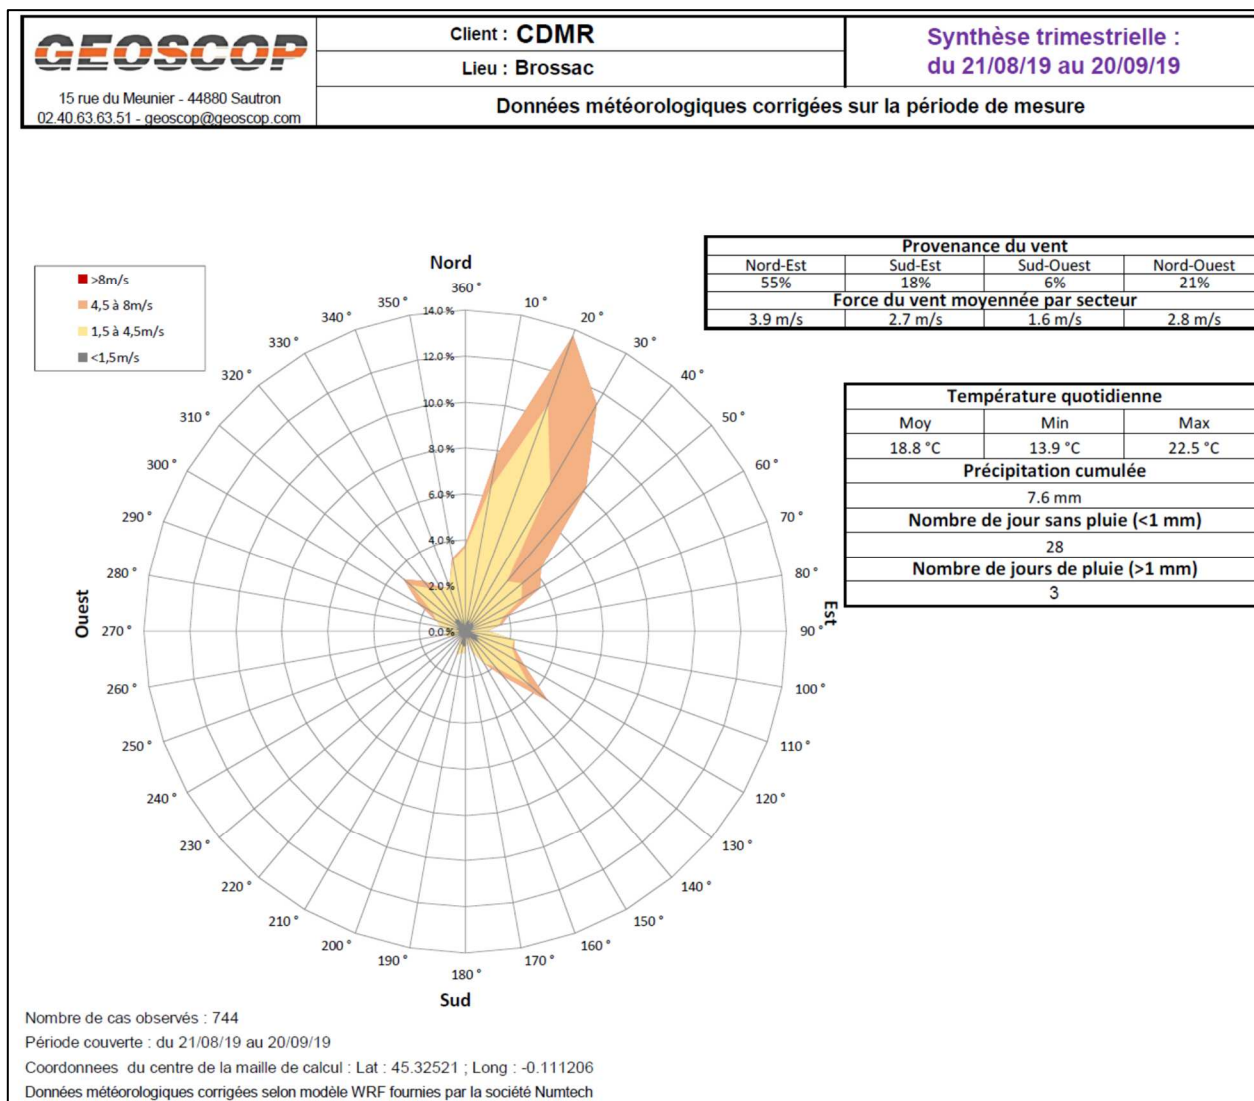 GEOSCOP
15 rue du Meunier - 44880 Sautron
02.40.63.63.51 - geoscop@geoscop.com
Client : CDMR
Lieu : Brossac
Synthèse trimestrielle :
du 21/08/19 au 20/09/19
Données météorologiques corrigées sur la période de mesure
Provenance du vent
Nord-Est Sud-Est Sud-Ouest Nord-Ouest
55% 18% 6% 21%
Force du vent moyennée par secteur
3.9 m/s 2.7 m/s 1.6 m/s 2.8 m/s
>8m/s
4,5 à 8m/s
1,5 à 4,5m/s
<1,5m/s
Température quotidienne
Moy Min Max
18.8 °C 13.9 °C 22.5 °C
Précipitation cumulée
7.6 mm
Nombre de jour sans pluie (<1 mm)
28
Nombre de jours de pluie (>1 mm)
3
Nord
360 °
10 °
20 °
30 °
40 °
50 °
60 °
70 °
80 °
90 °
Est
100 °
110 °
120 °
130 °
140 °
150 °
160 °
170 °
180 °
Sud
190 °
200 °
210 °
220 °
230 °
240 °
250 °
260 °
270 °
Ouest
280 °
290 °
300 °
310 °
320 °
330 °
340 °
350 °
14.0 %
12.0 %
10.0 %
8.0 %
6.0 %
4.0 %
2.0 %
0.0 %
Nombre de cas observés : 744
Période couverte : du 21/08/19 au 20/09/19
Coordonnees du centre de la maille de calcul : Lat : 45.32521 ; Long : -0.111206
Données météorologiques corrigées selon modèle WRF fournies par la société Numtech